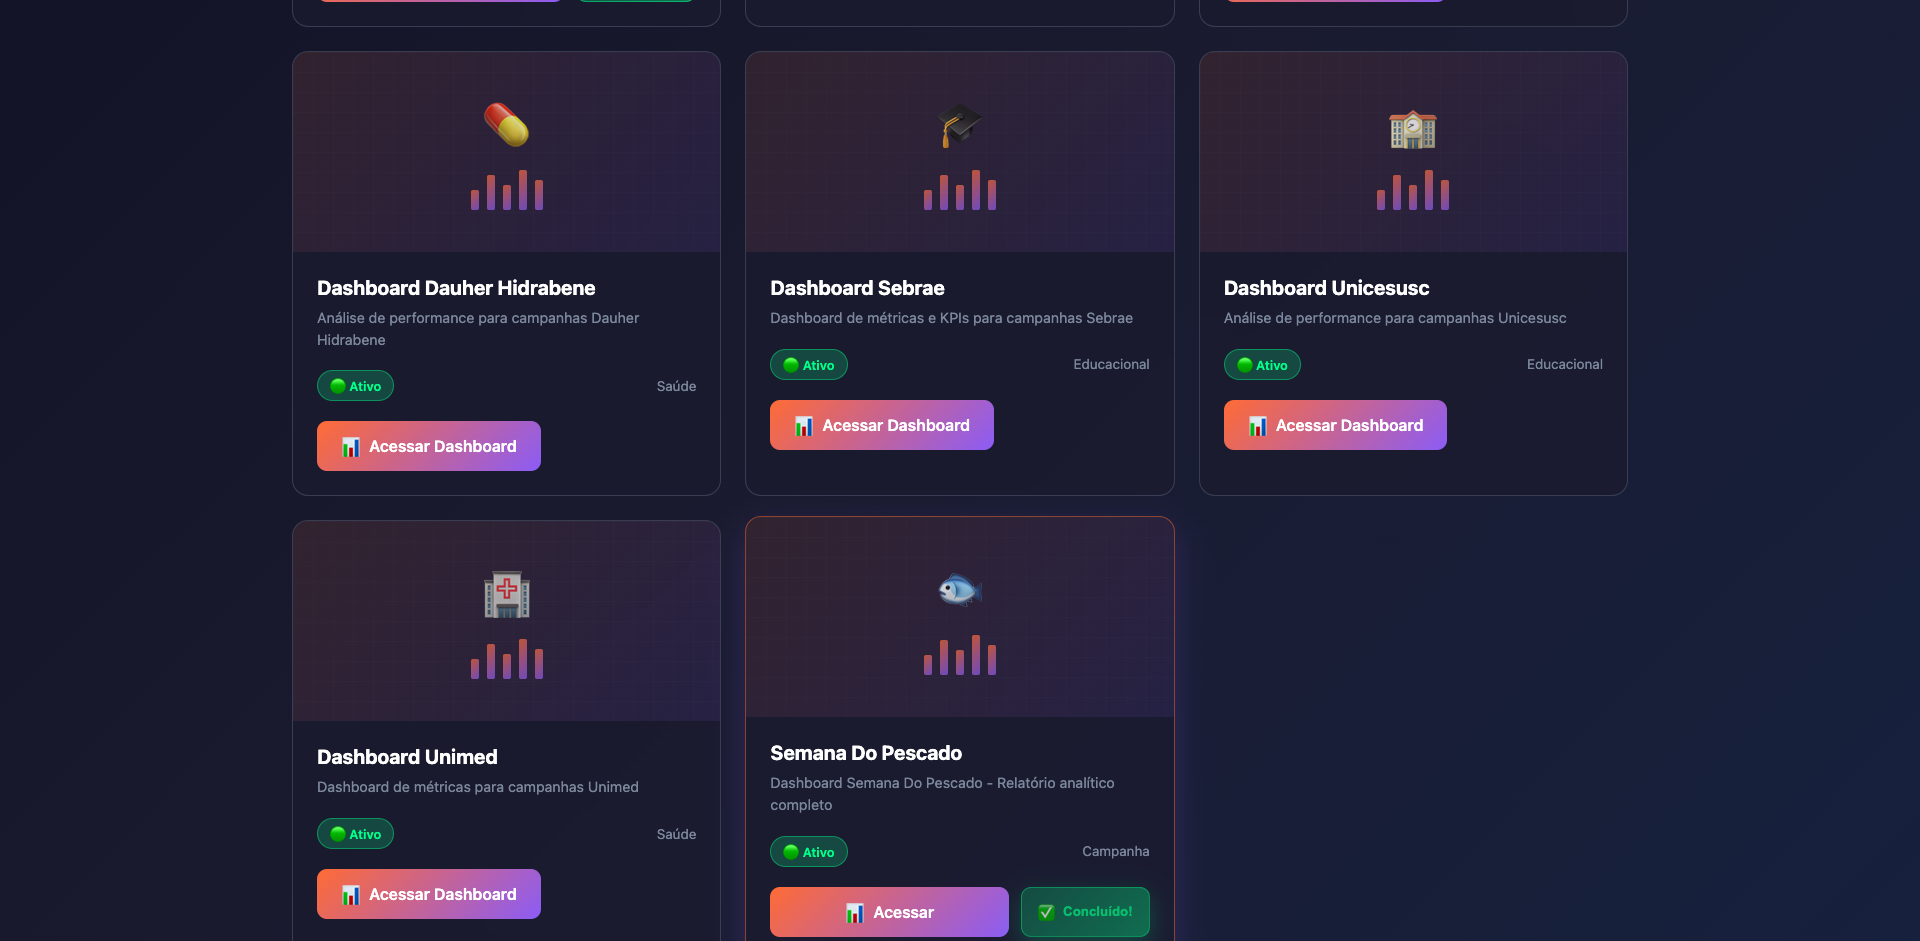 Dashboard Dauher Hidrabene
Análise de performance para campanhas Dauher
Hidrabene
Ativo
Saúde
Acessar Dashboard
Dashboard Sebrae
Dashboard de métricas e KPIs para campanhas Sebrae
Ativo
Educacional
Acessar Dashboard
Dashboard Unicesusc
Análise de performance para campanhas Unicesusc
Ativo
Educacional
Acessar Dashboard
Dashboard Unimed
Dashboard de métricas para campanhas Unimed
Ativo
Saúde
Acessar Dashboard
Semana Do Pescado
Dashboard Semana Do Pescado - Relatório analítico
completo
Ativo
Campanha
Acessar
Concluído!